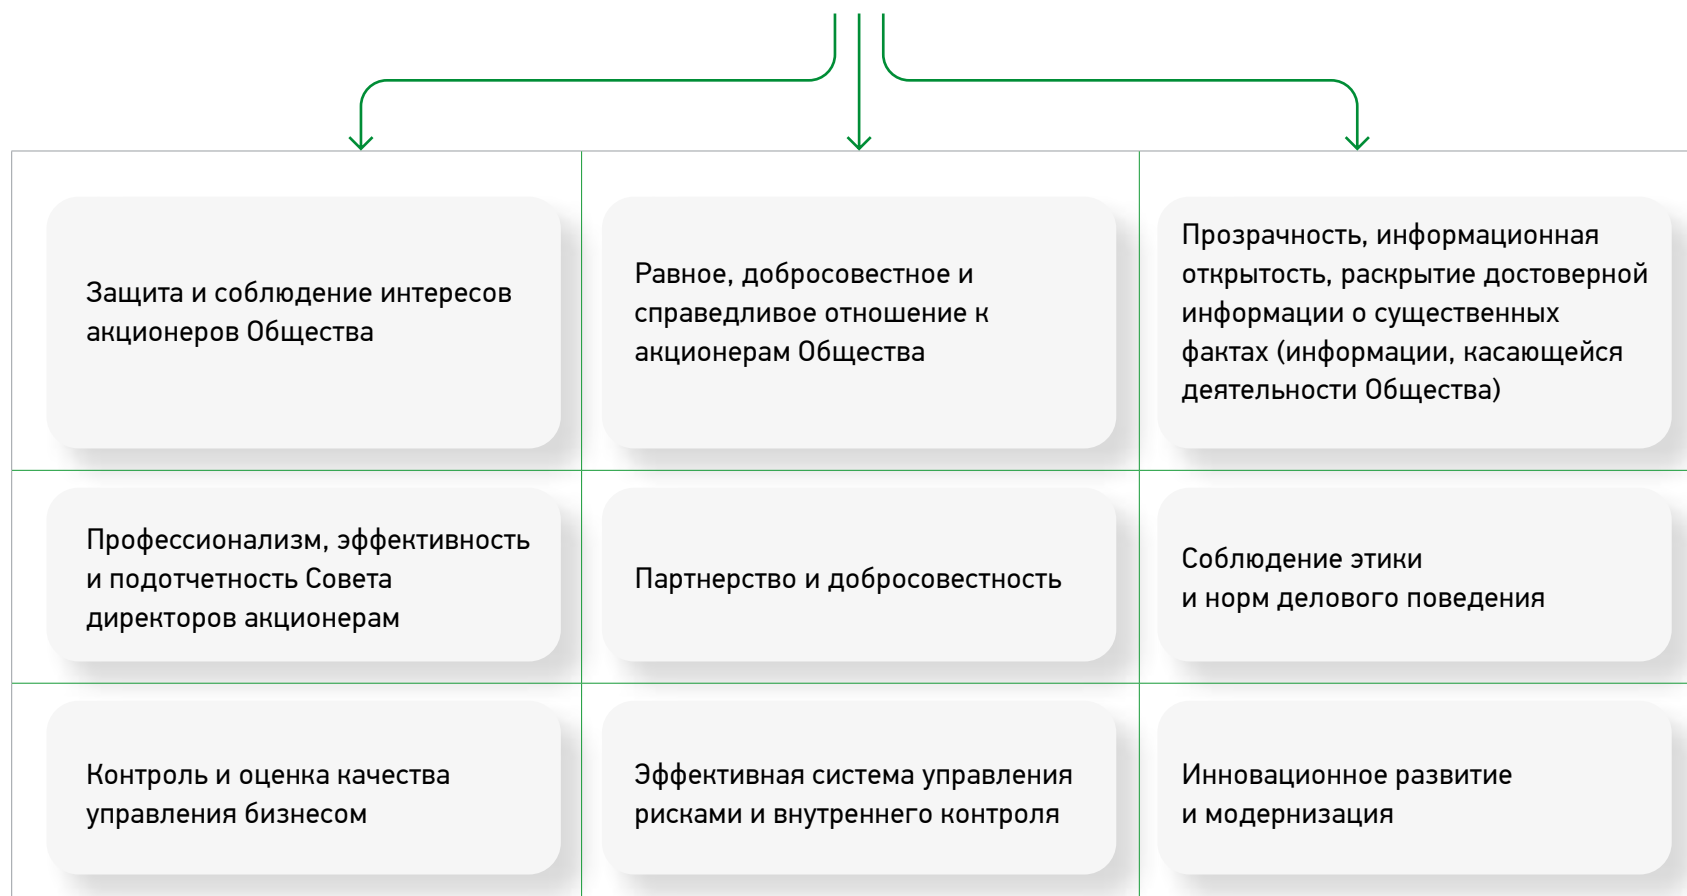 Защита и соблюдение интересов
акционеров Общества
Равное, добросовестное и
справедливое отношение к
акционерам Общества
Прозрачность, информационная
открытость, раскрытие достоверной
информации о существенных
фактах (информации, касающейся
деятельности Общества)
Профессионализм, эффективность
и подотчетность Совета
директоров акционерам
Партнерство и добросовестность
Соблюдение этики
и норм делового поведения
Контроль и оценка качества
управления бизнесом
Эффективная система управления
рисками и внутреннего контроля
Инновационное развитие
и модернизация